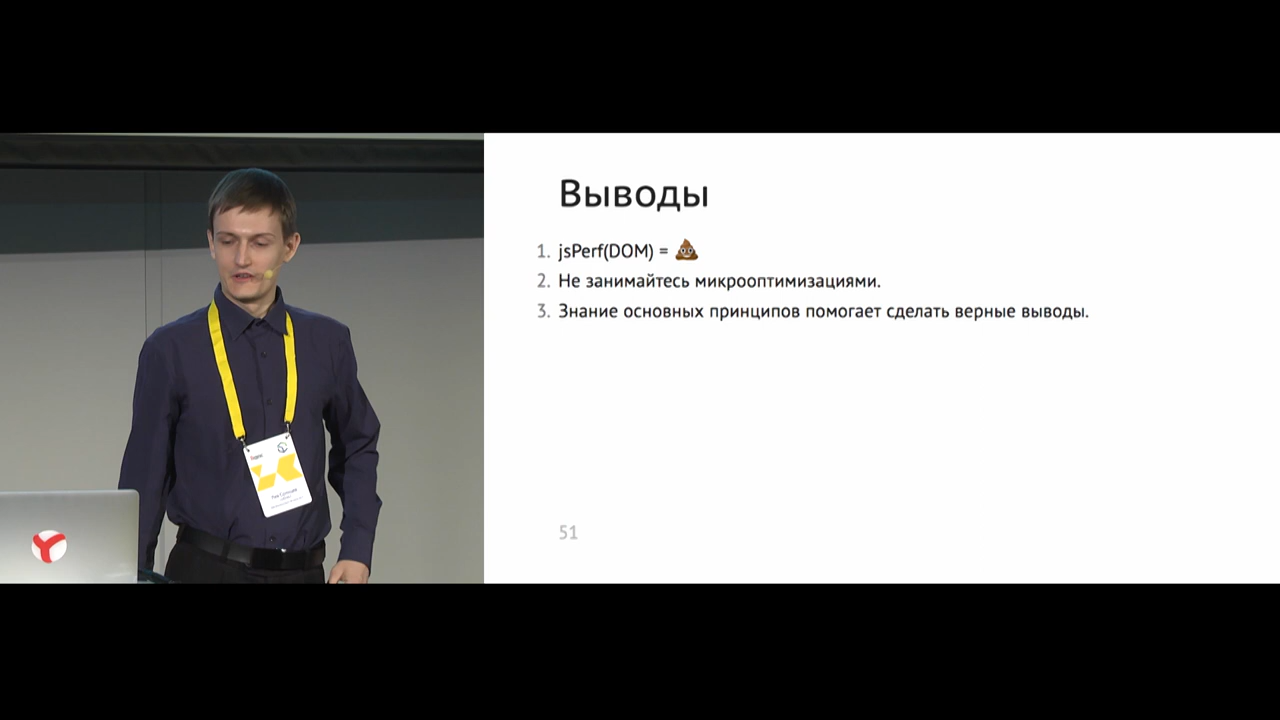 Выводы
1. jsPerf(DOM) = 💩
2. Не занимайтесь микрооптимизациями.
3. Знание основных принципов помогает сделать верные выводы.
51